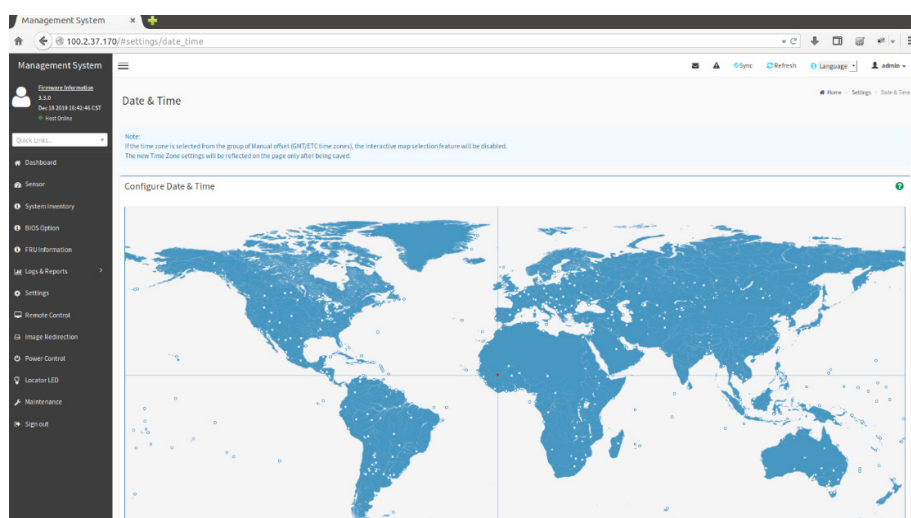 Management System
100.2.37.170/#settings/date_time
Management System
Sync
Refresh
Language
admin
Firmware Information
3.3.0
Dec 18 2019 16:42:46 CST
Host Online
Date & Time
Home
Settings
Date & Time
Quick Links...
Note:
If the time zone is selected from the group of Manual offset (GMT/ETC time zones), the interactive map selection feature will be disabled.
The new Time Zone settings will be reflected on the page only after being saved.
Configure Date & Time
Dashboard
Sensor
System Inventory
BIOS Option
FRU Information
Logs & Reports
Settings
Remote Control
Image Redirection
Power Control
Locator LED
Maintenance
Sign out